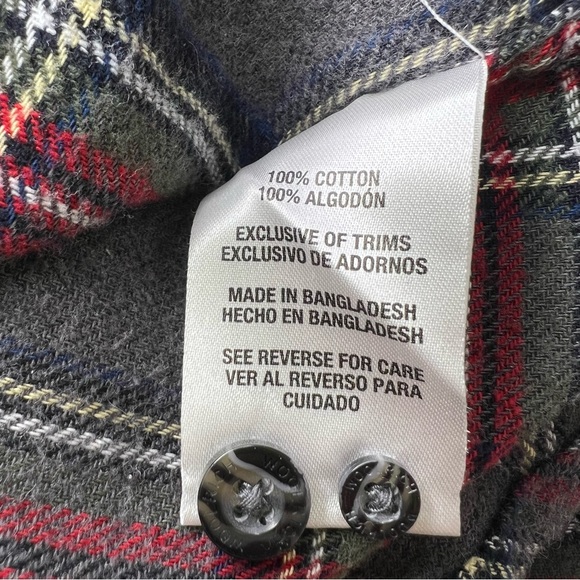 100% COTTON
100% ALGODÓN
EXCLUSIVE OF TRIMS
EXCLUSIVO DE ADORNOS
MADE IN BANGLADESH
HECHO EN BANGLADESH
SEE REVERSE FOR CARE
VER AL REVERSO PARA
CUIDADO